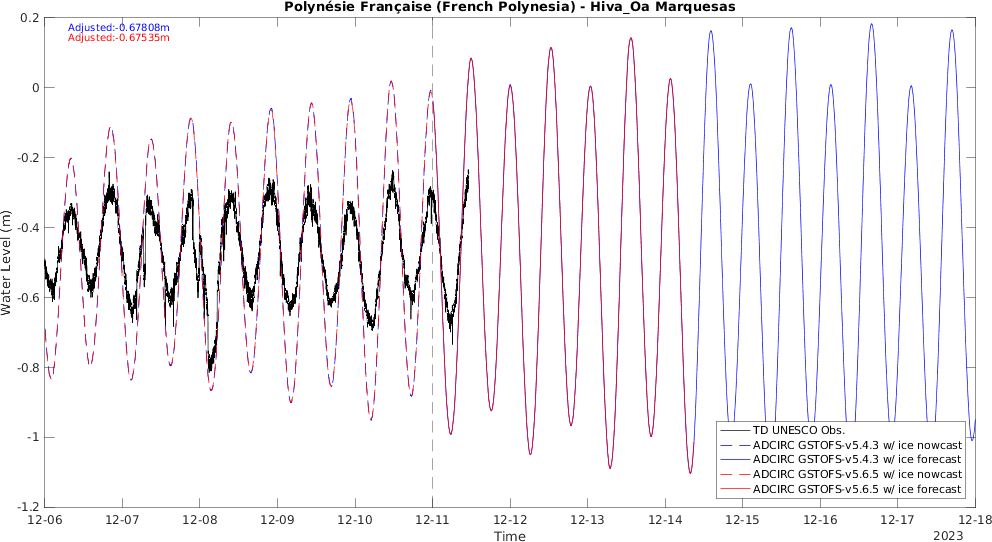 Polynésie Française (French Polynesia) - Hiva_Oa Marquesas
Adjusted:-0.67808m
Adjusted:-0.67535m
0.2
0
-0.2
-0.4
-0.6
-0.8
-1
-1.2
Water Level (m)
TD UNESCO Obs.
ADCIRC GSTOFS-v5.4.3 w/ ice nowcast
ADCIRC GSTOFS-v5.4.3 w/ ice forecast
ADCIRC GSTOFS-v5.6.5 w/ ice nowcast
ADCIRC GSTOFS-v5.6.5 w/ ice forecast
12-06 12-07 12-08 12-09 12-10 12-11 12-12 12-13 12-14 12-15 12-16 12-17 12-18
Time
2023